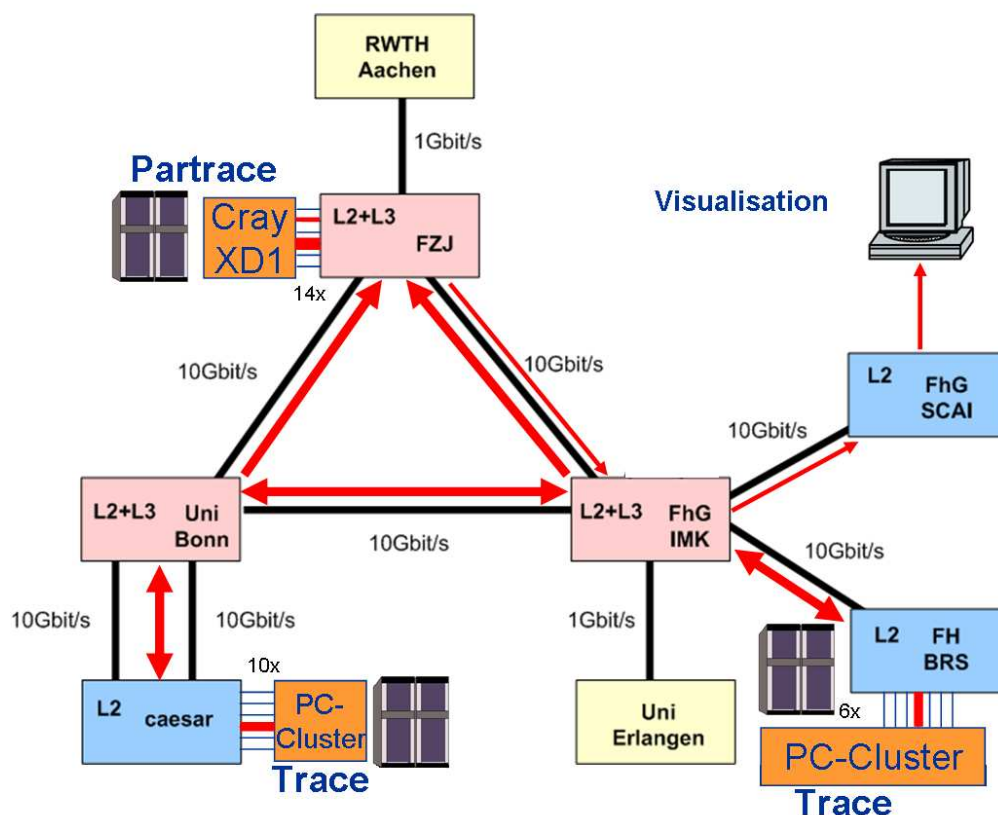 RWTH
Aachen
1Gbit/s
Partrace
Cray
XD1
14x
L2+L3
FZJ
Visualisation
10Gbit/s
10Gbit/s
L2
FhG
SCAI
10Gbit/s
L2+L3
Uni
Bonn
10Gbit/s
L2+L3
FhG
IMK
10Gbit/s
10Gbit/s
10Gbit/s
1Gbit/s
L2
FH
BRS
10x
L2
caesar
PC-
Cluster
Trace
Uni
Erlangen
6x
PC-Cluster
Trace